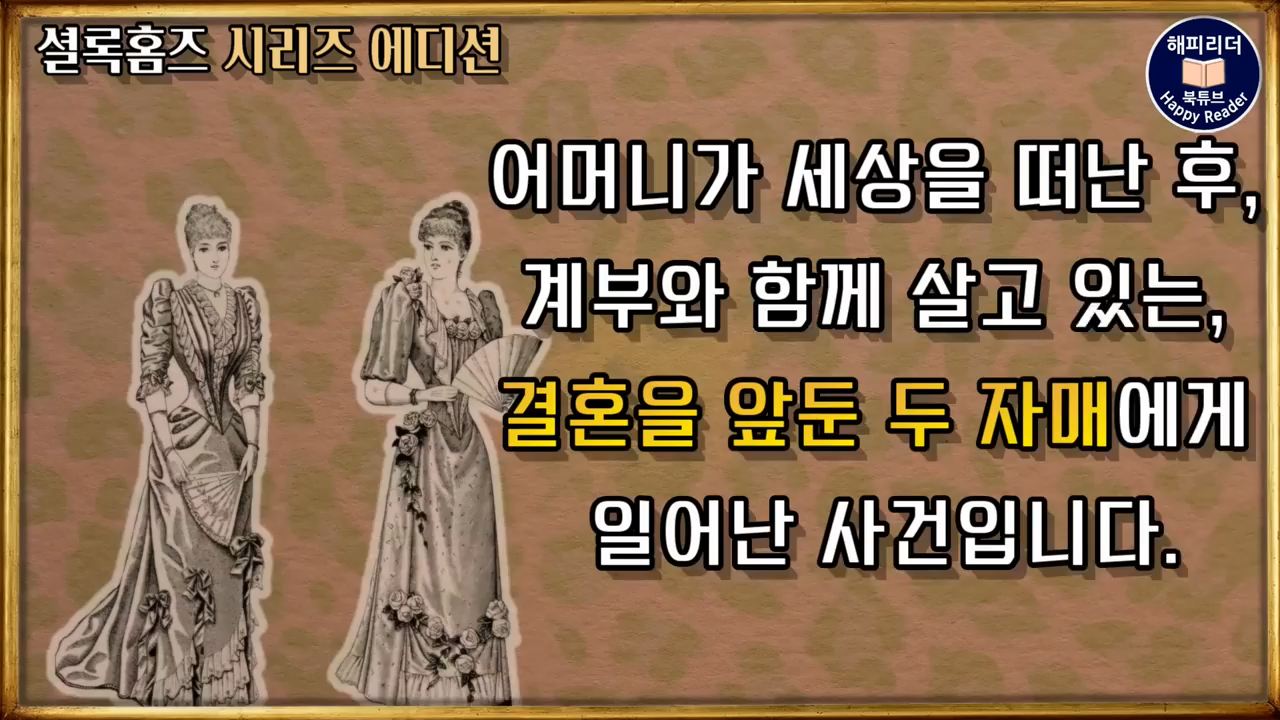 셜록홈즈 시리즈 에디션
해피리더
북튜브
Happy Reader
어머니가 세상을 떠난 후,
계부와 함께 살고 있는,
결혼을 앞둔 두 자매에게
일어난 사건입니다.